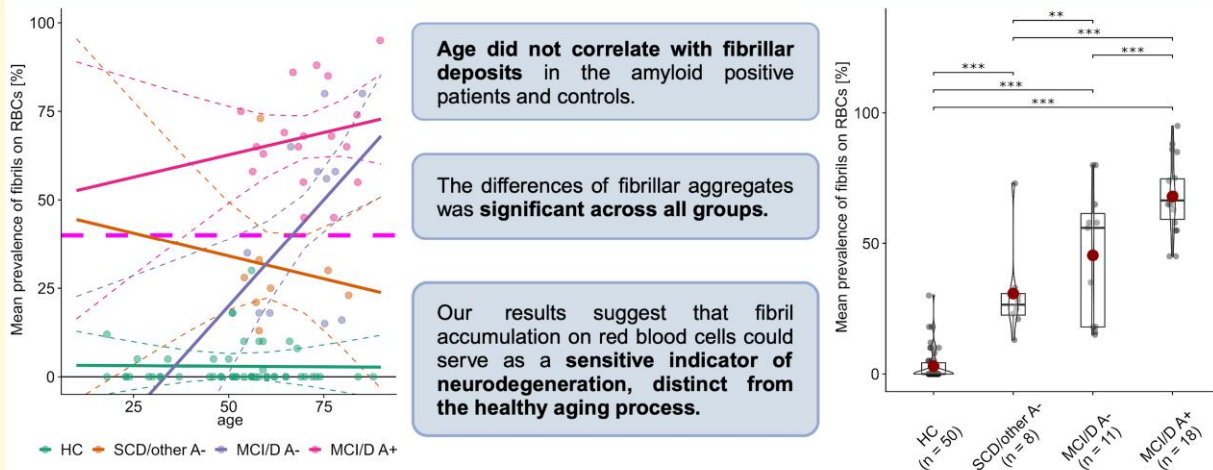 Mean prevalence of fibrils on RBCs [%]
100
75
50
25
0
25
50
75
age
HC
SCD/other A-
MCI/D A-
MCI/D A+
Age did not correlate with fibrillar
deposits in the amyloid positive
patients and controls.
The differences of fibrillar aggregates
was significant across all groups.
Our results suggest that fibril
accumulation on red blood cells could
serve as a sensitive indicator of
neurodegeneration, distinct from
the healthy aging process.
Mean prevalence of fibrils on RBCs [%]
100
50
0
**
***
***
***
***
***
HC
(n = 50)
SCD/other A-
(n = 8)
MCI/D A-
(n = 11)
MCI/D A+
(n = 18)